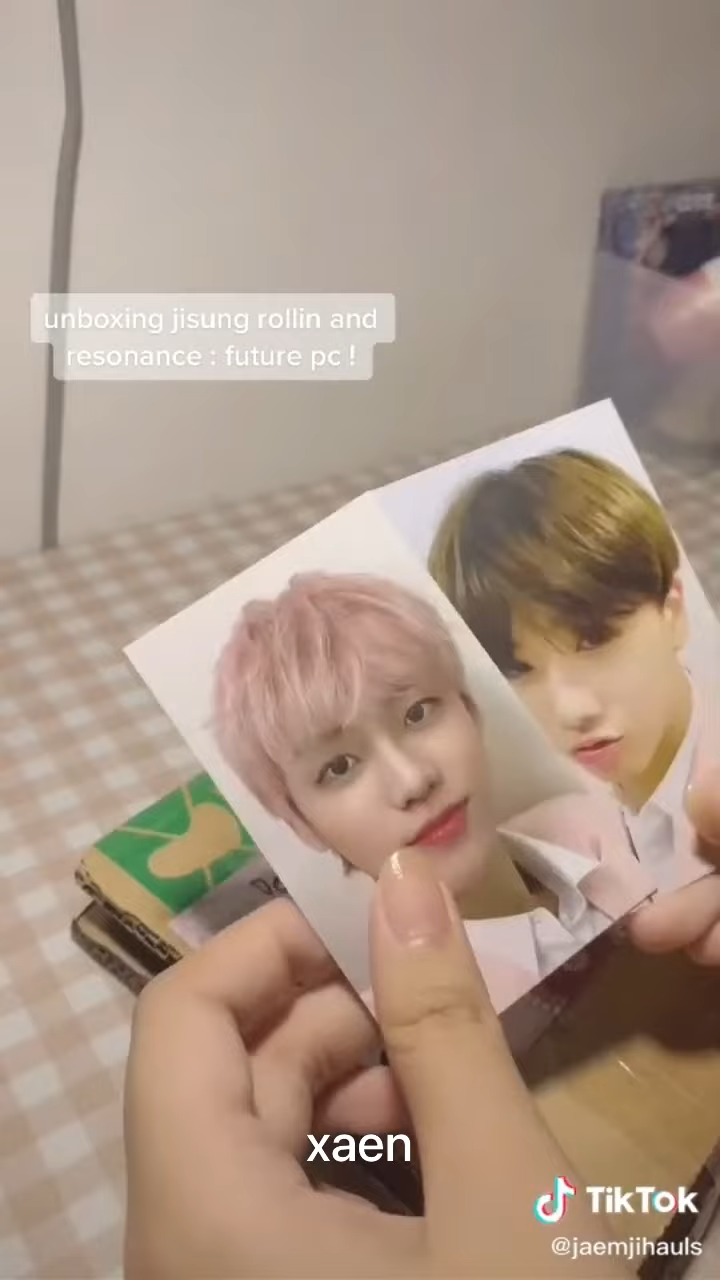 unboxing jisung rollin and
resonance : future pc !
xaen
TikTok
@jaemjihauls